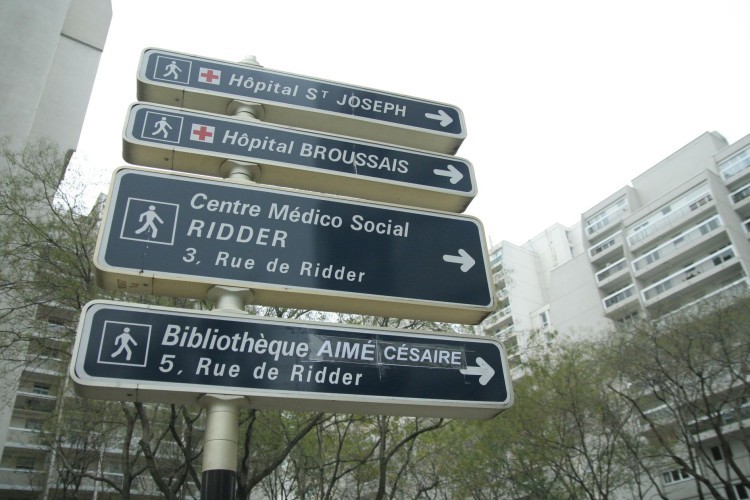 Hôpital ST JOSEPH
Hôpital BROUSSAIS
Centre Médico Social
RIDDER
3, Rue de Ridder
Bibliothèque AIMÉ CÉSAIRE
5, Rue de Ridder